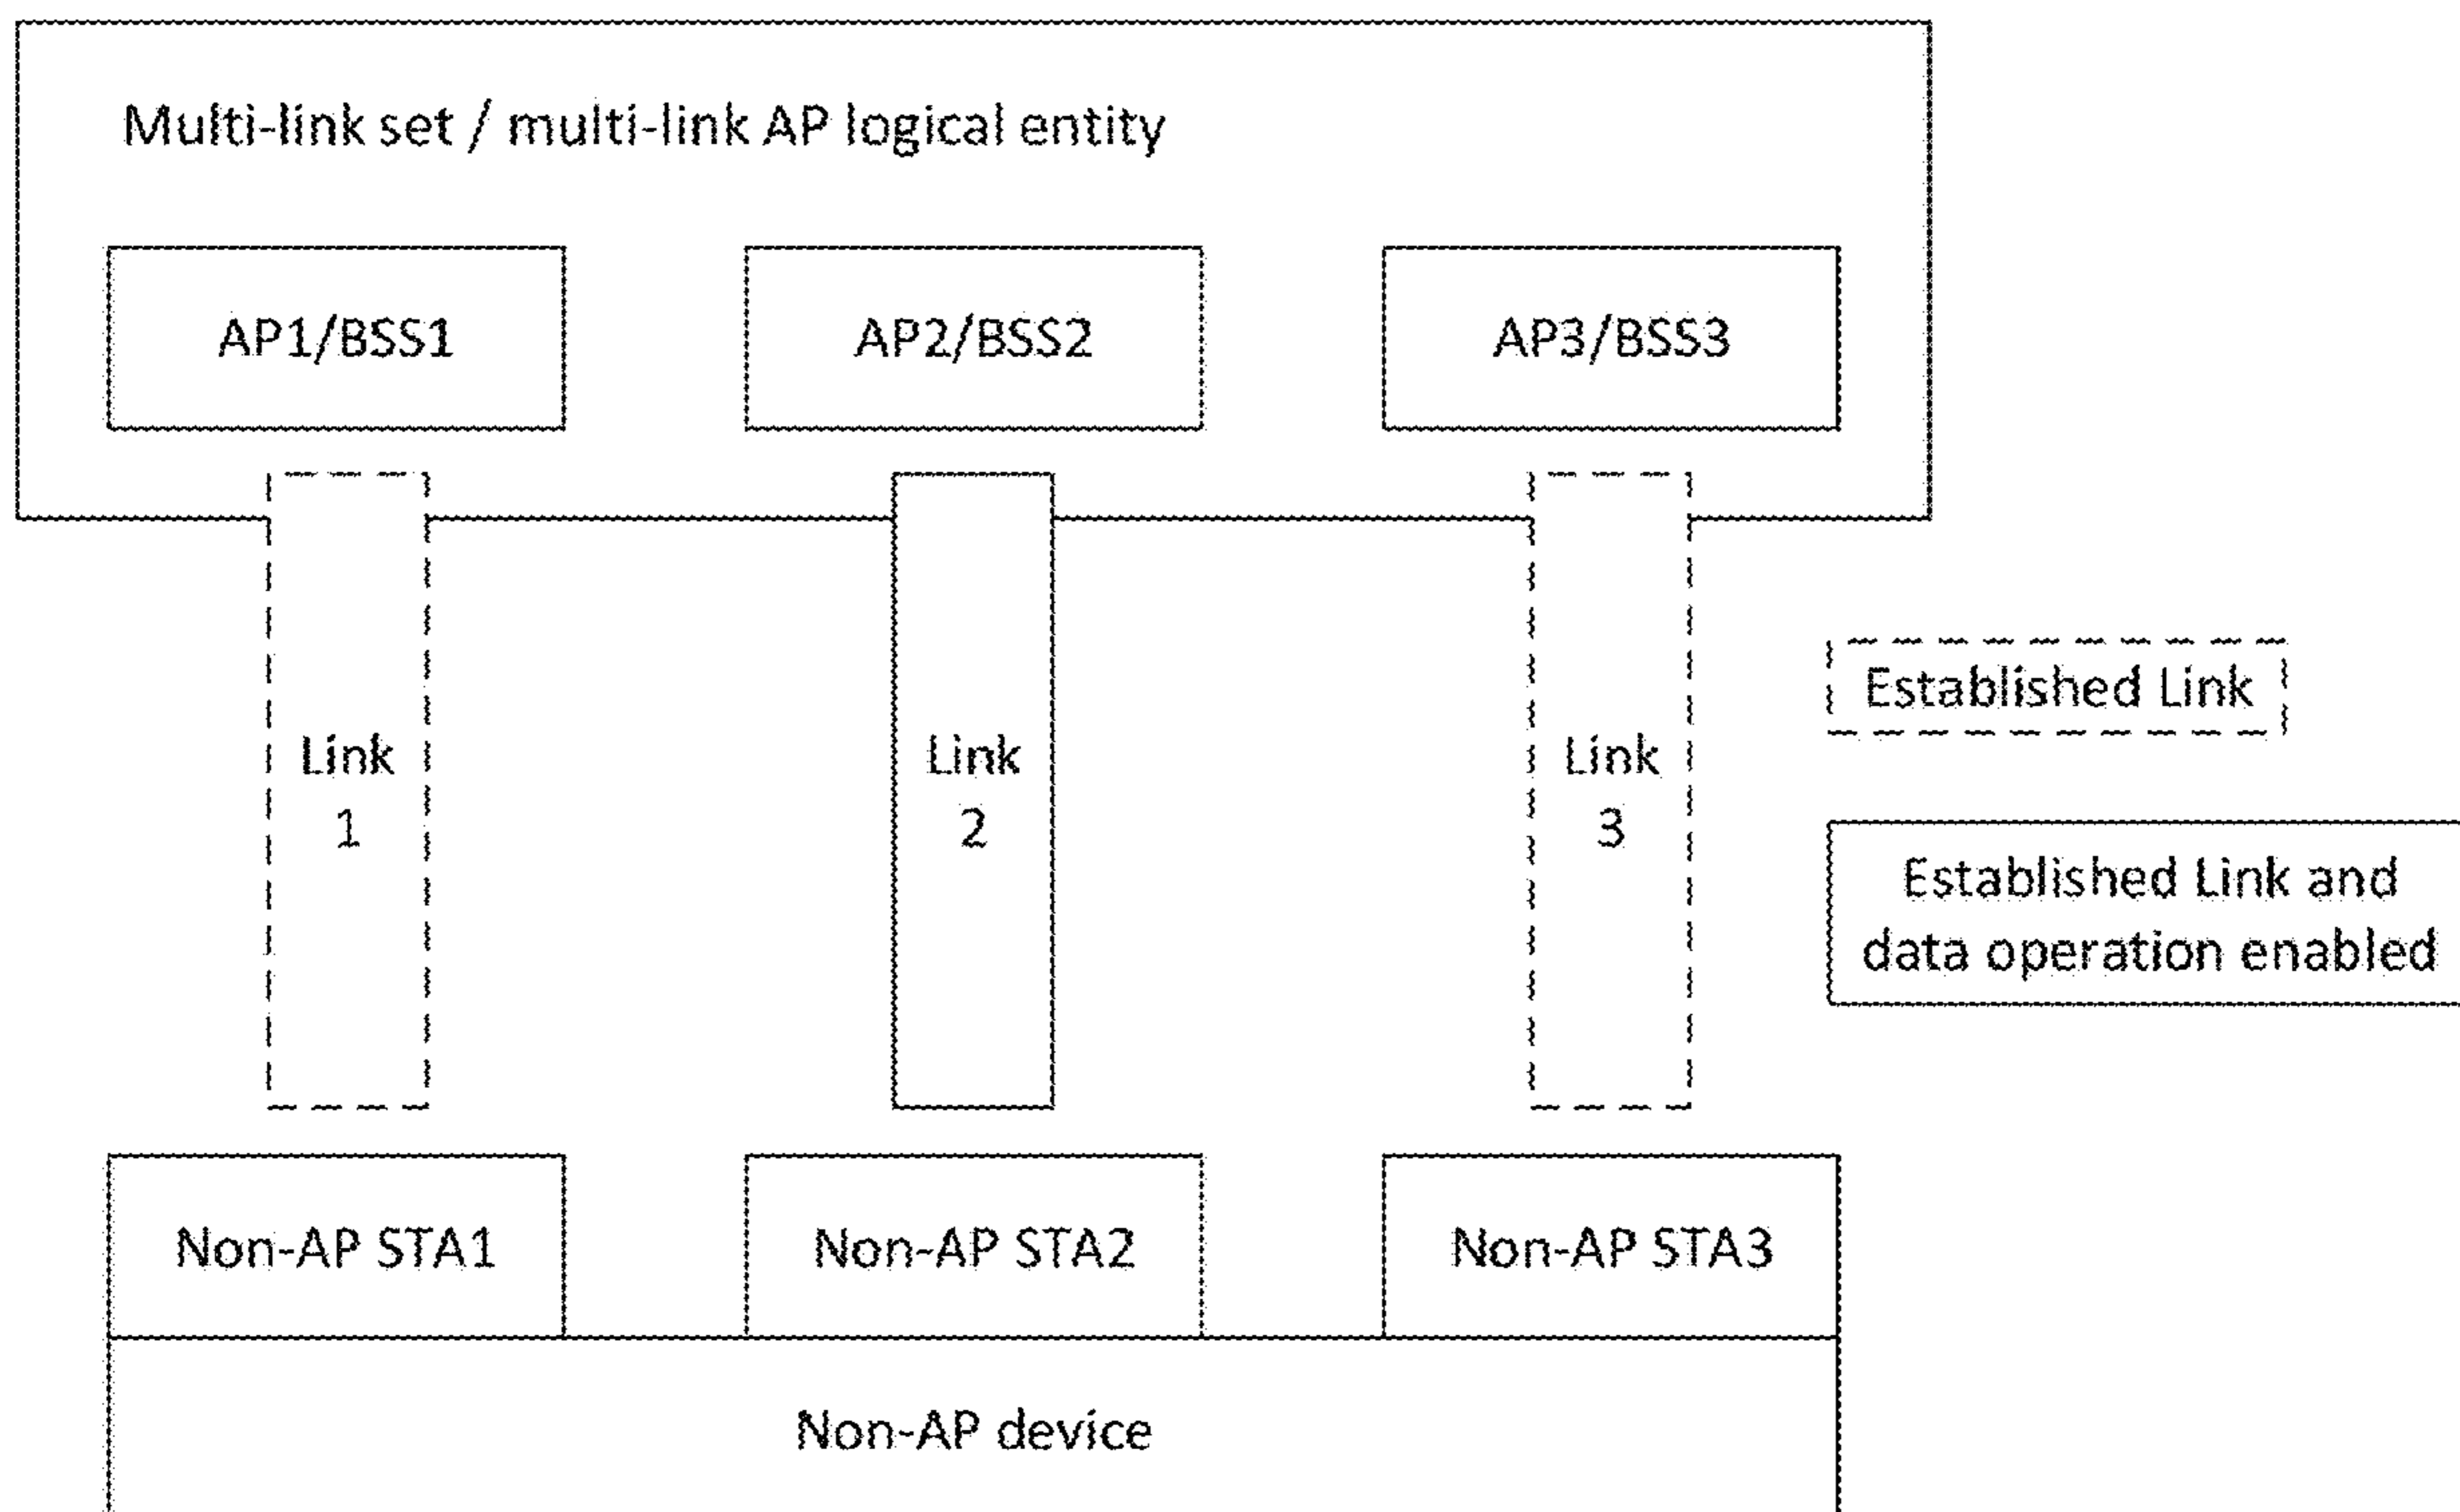 Multi-link set / multi-link AP logical entity
AP1/BSS1
AP2/BSS2
AP3/BSS3
Link
1
Link
2
Link
3
Established Link
Established Link and
data operation enabled
Non-AP STA1
Non-AP STA2
Non-AP STA3
Non-AP device